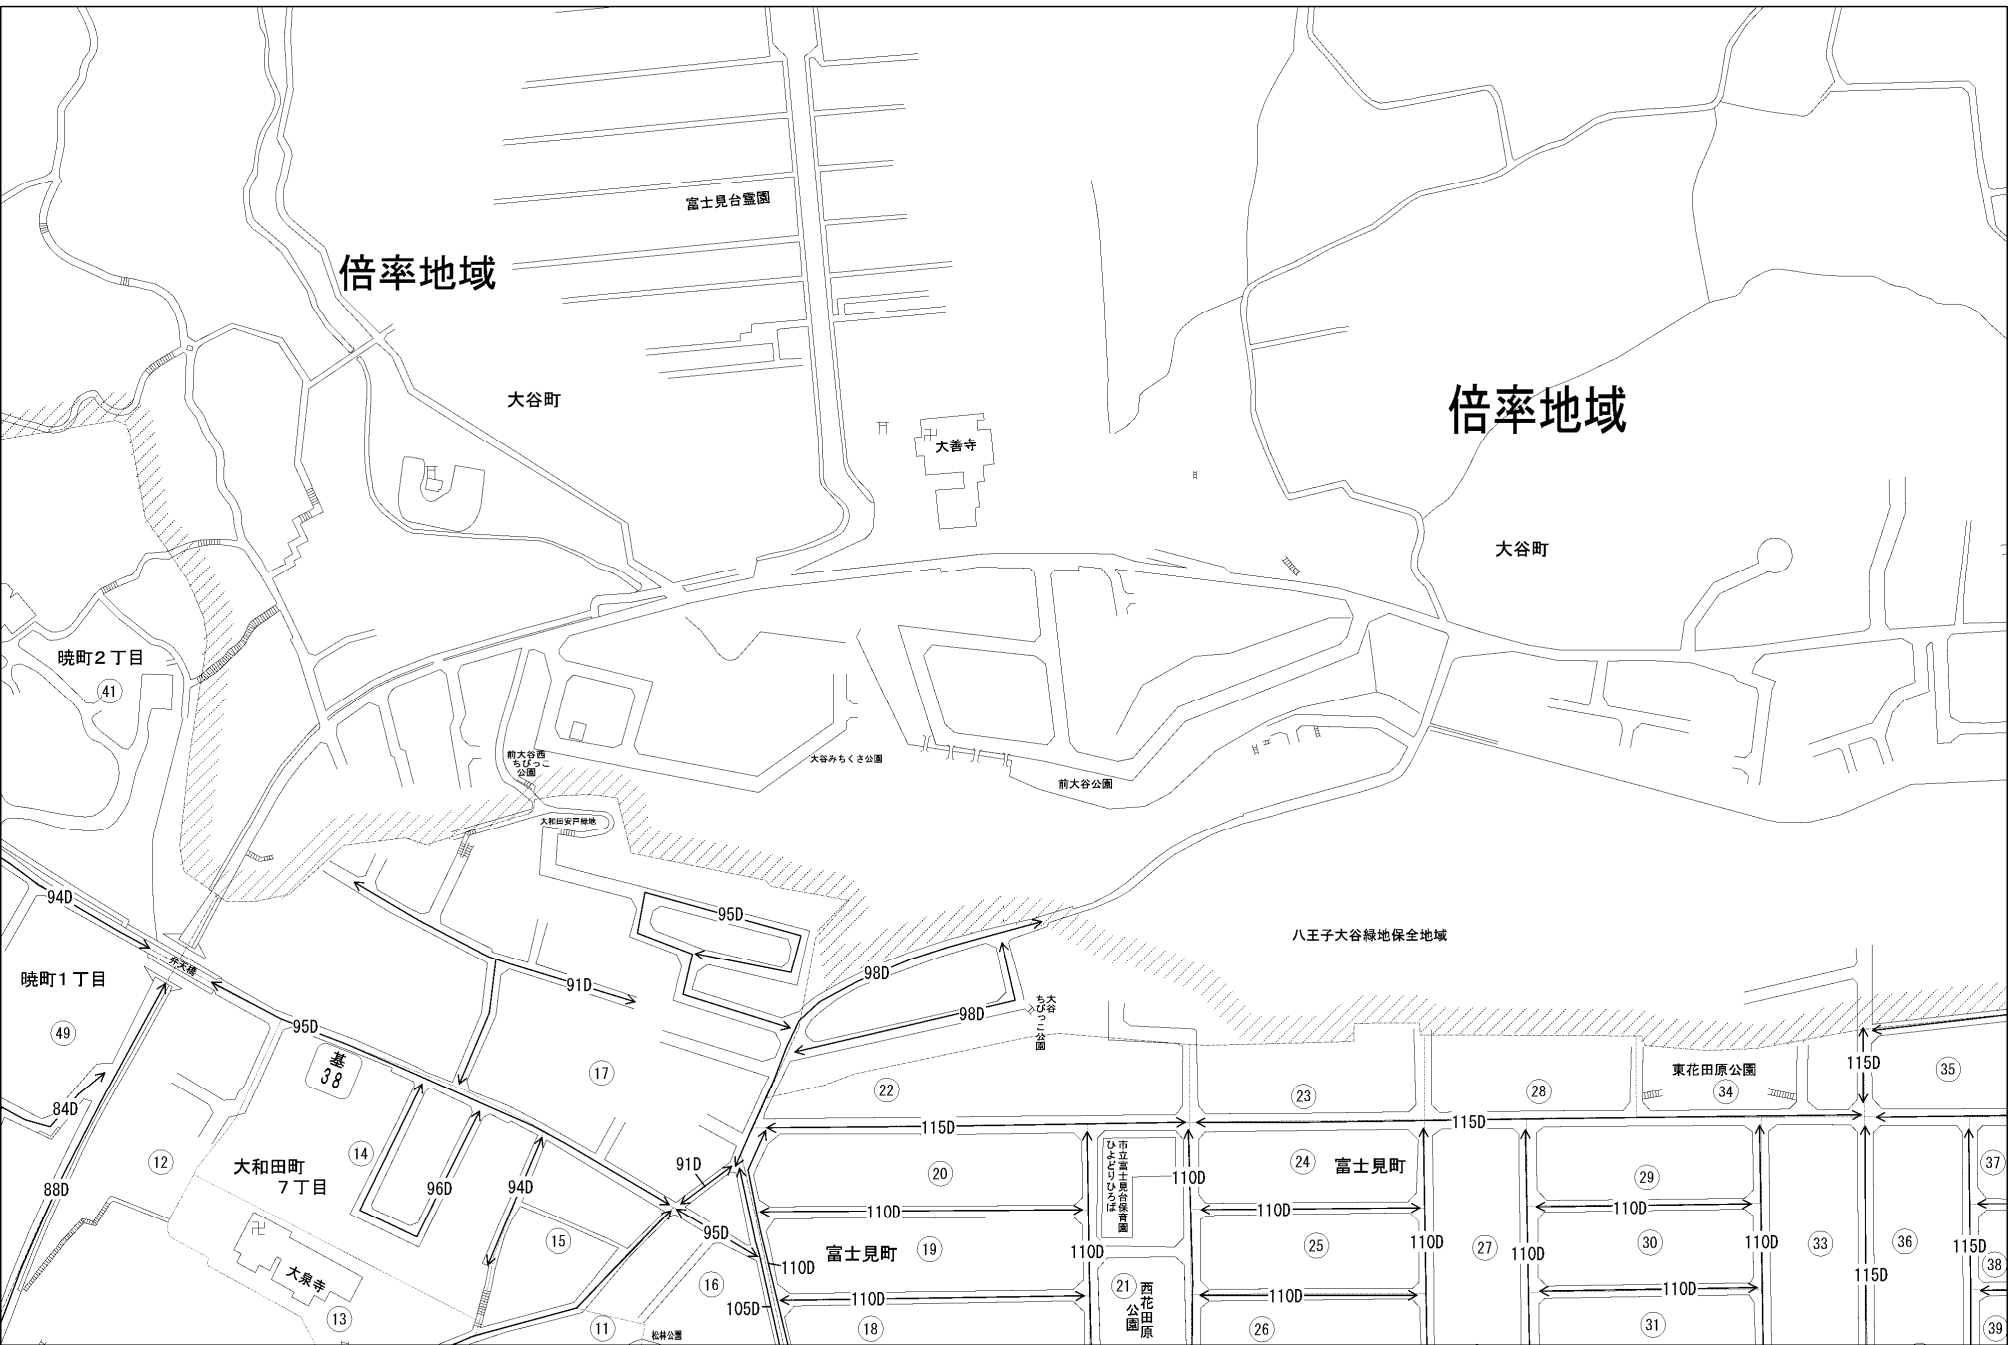 富士見台霊園
倍率地域
大谷町
大善寺
倍率地域
大谷町
暁町2丁目
41
前大谷西
ちびっこ
公園
大谷みちくさ公園
前大谷公園
大和田安戸緑地
94D
弁天橋
95D
91D
98D
98D
大谷
ちびっこ公園
八王子大谷緑地保全地域
暁町1丁目
49
95D
基
38
17
22
23
28
東花田原公園
34
115D
35
84D
115D
115D
12
大和田町
7丁目
14
88D
96D
94D
91D
20
市立富士見台保育園
ひよどりひろば
110D
24
富士見町
29
37
110D
110D
110D
95D
15
富士見町
19
110D
25
110D
27
110D
30
110D
33
36
115D
38
大泉寺
110D
16
105D
110D
21
西花田原
公園
110D
110D
115D
13
11
松林公園
18
26
31
39